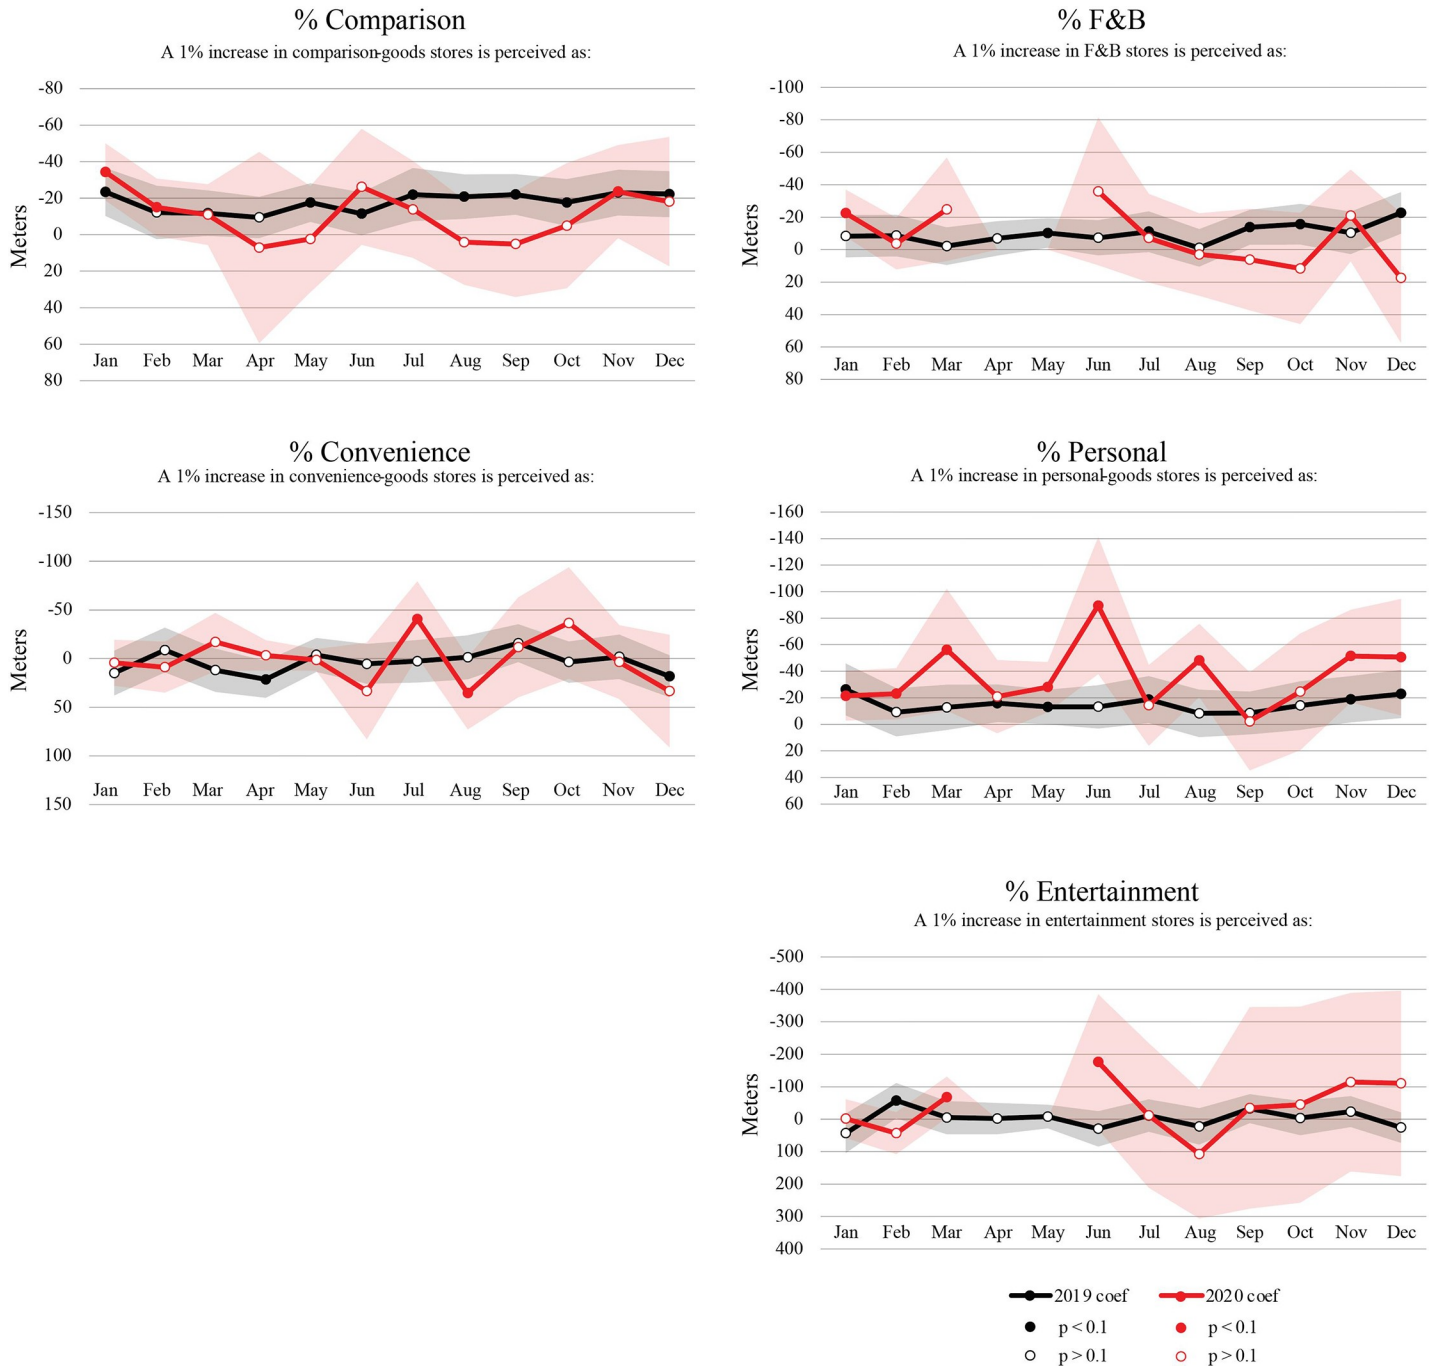 % Comparison
A 1% increase in comparison-goods stores is perceived as:
-80
-60
-40
-20
0
20
40
60
80
Meters
Jan Feb Mar Apr May Jun Jul Aug Sep Oct Nov Dec
% F&B
A 1% increase in F&B stores is perceived as:
-100
-80
-60
-40
-20
0
20
40
60
80
Meters
Jan Feb Mar Apr May Jun Jul Aug Sep Oct Nov Dec
% Convenience
A 1% increase in convenience-goods stores is perceived as:
-150
-100
-50
0
50
100
150
Meters
Jan Feb Mar Apr May Jun Jul Aug Sep Oct Nov Dec
% Personal
A 1% increase in personal-goods stores is perceived as:
-160
-140
-120
-100
-80
-60
-40
-20
0
20
40
60
Jan Feb Mar Apr May Jun Jul Aug Sep Oct Nov Dec
% Entertainment
A 1% increase in entertainment stores is perceived as:
-500
-400
-300
-200
-100
0
100
200
300
400
Meters
Jan Feb Mar Apr May Jun Jul Aug Sep Oct Nov Dec
2019 coef 2020 coef
p < 0.1 p < 0.1
p > 0.1 p > 0.1